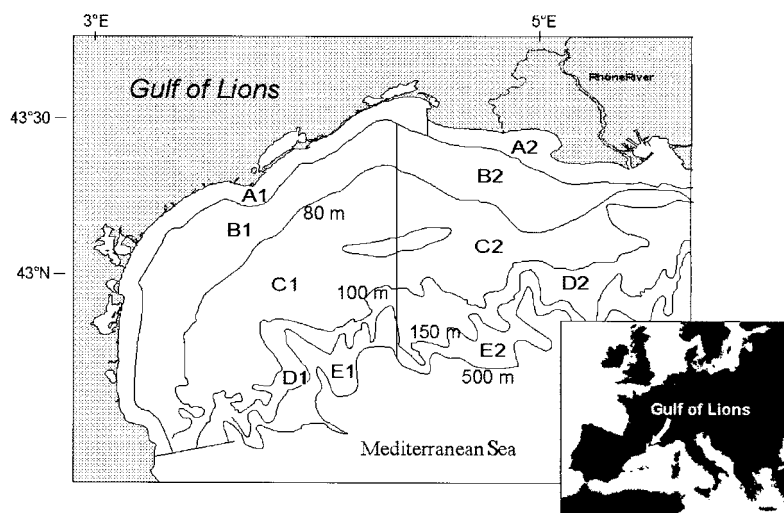 3°E
5°E
Gulf of Lions
RhôneRiver
43°30
A2
B2
A1
B1
80 m
C2
43°N
C1
D2
100 m
150 m
E2
D1
E1
500 m
Gulf of Lions
Mediterranean Sea